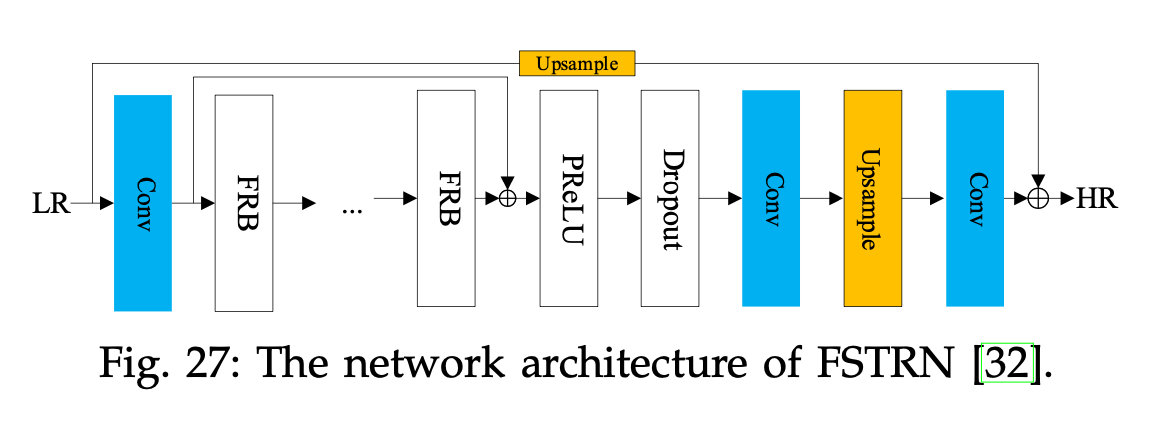 Upsample
LR
Conv
FRB
...
FRB
PReLU
Dropout
Conv
Upsample
Conv
HR
Fig. 27: The network architecture of FSTRN [32].